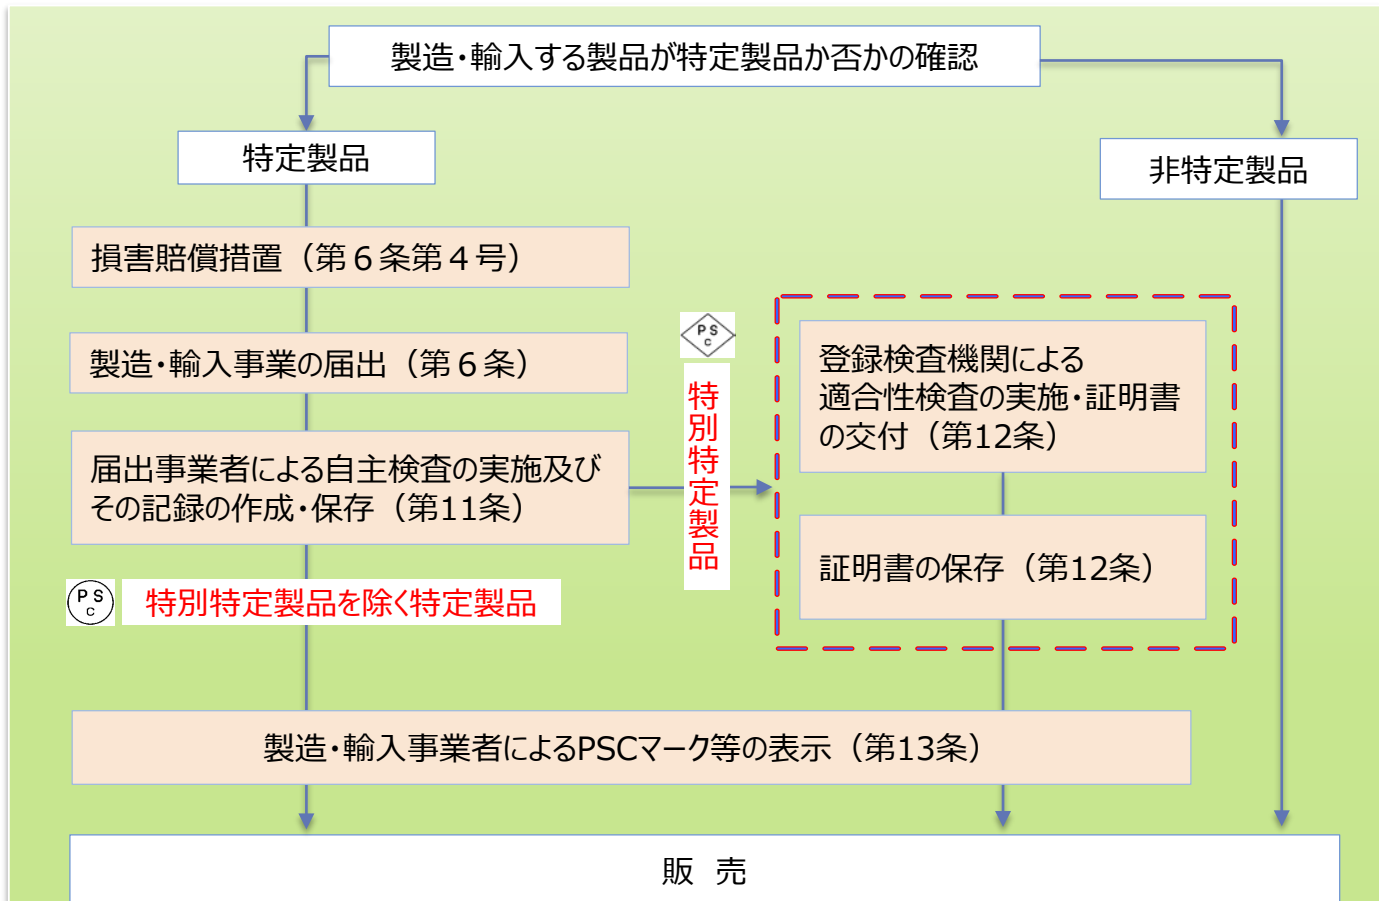 製造・輸入する製品が特定製品か否かの確認
特定製品
非特定製品
損害賠償措置（第６条第４号）
製造・輸入事業の届出（第６条）
届出事業者による自主検査の実施及び
その記録の作成・保存（第11条）
PS
C
特別特定製品
登録検査機関による
適合性検査の実施・証明書
の交付（第12条）
証明書の保存（第12条）
PS
C
特別特定製品を除く特定製品
製造・輸入事業者によるPSCマーク等の表示（第13条）
販 売